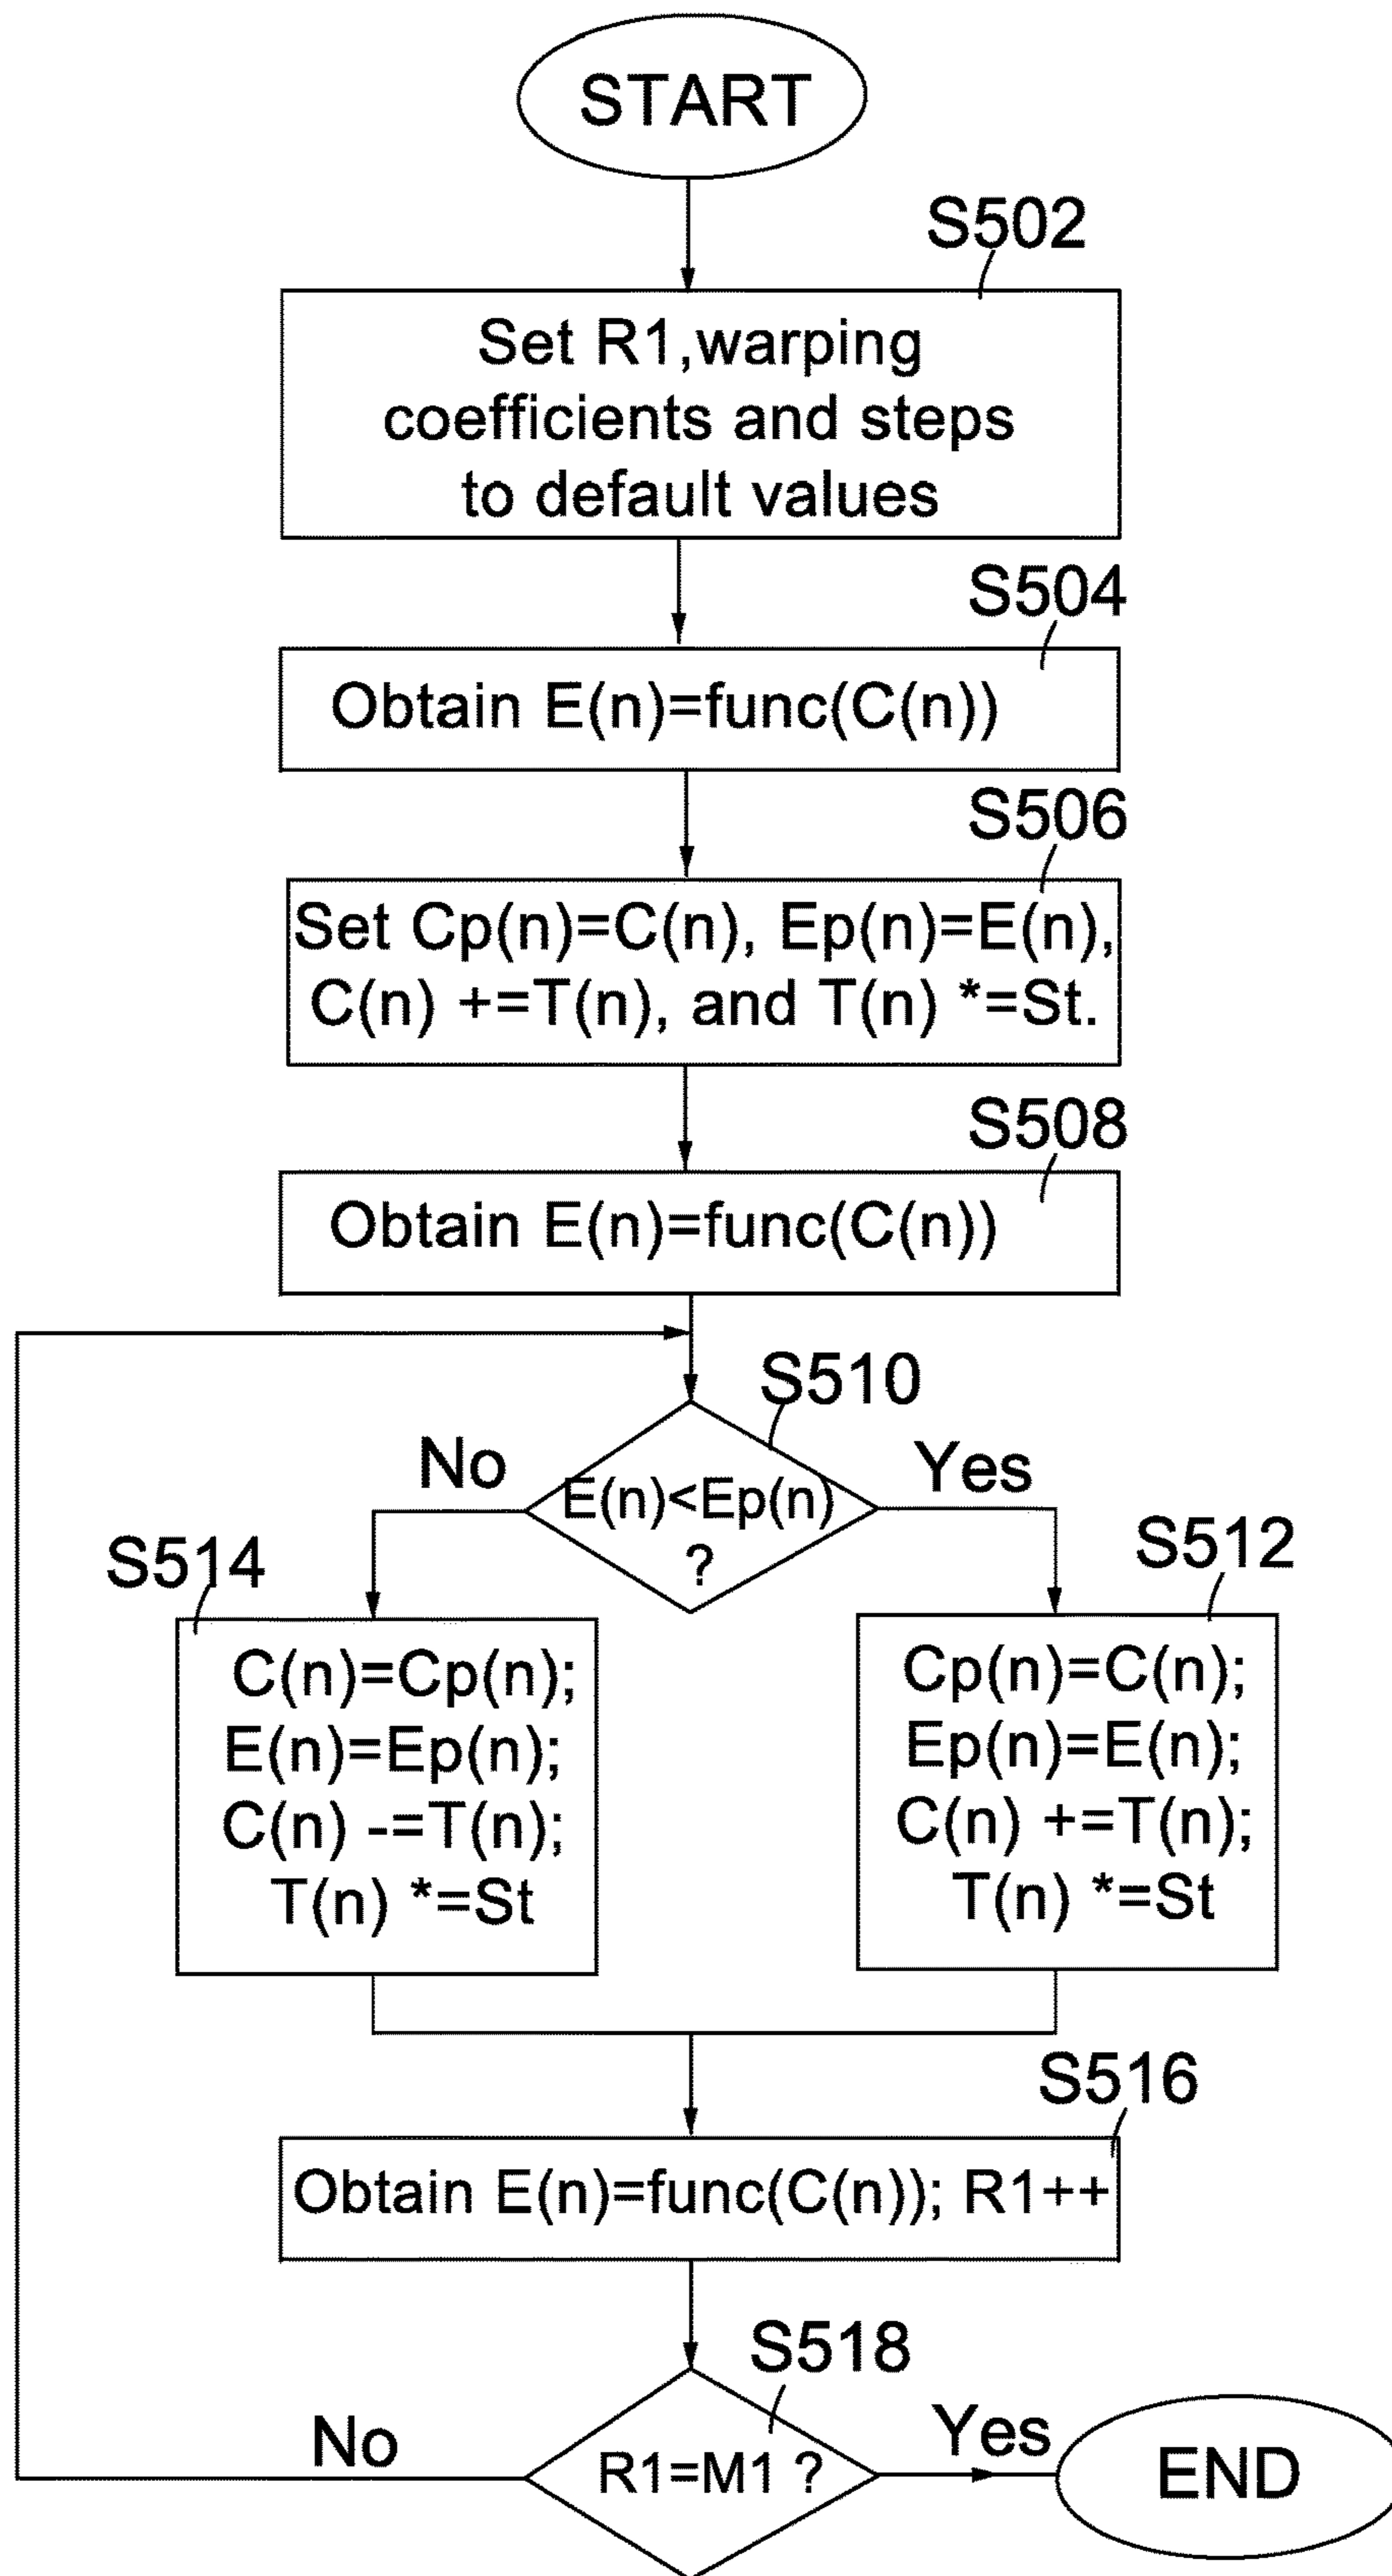 START
S502
Set R1,warping
coefficients and steps
to default values
S504
Obtain E(n)=func(C(n))
S506
Set Cp(n)=C(n), Ep(n)=E(n),
C(n) +=T(n), and T(n) *=St.
S508
Obtain E(n)=func(C(n))
S510
No
E(n)<Ep(n)
?
Yes
S514
C(n)=Cp(n);
E(n)=Ep(n);
C(n) -=T(n);
T(n) *=St
S512
Cp(n)=C(n);
Ep(n)=E(n);
C(n) +=T(n);
T(n) *=St
S516
Obtain E(n)=func(C(n)); R1++
S518
No
R1=M1 ?
Yes
END